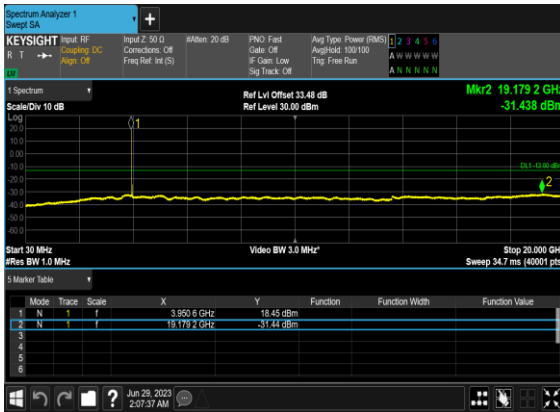 Spectrum Analyzer 1
Swept SA
KEYSIGHT
R T
LNI
Input: RF
Coupling: DC
Align: Off
Input Z: 50 Ω
Corrections: Off
Freq Ref: Int (S)
#Atten: 20 dB
PNO: Fast
Gate: Off
IF Gain: Low
Sig Track: Off
Avg Type: Power (RMS)
Avg|Hold: 100/100
Trig: Free Run
1 2 3 4 5 6
A W W W W W
A N N N N N
1 Spectrum
Scale/Div 10 dB
Ref Lvl Offset 33.48 dB
Ref Level 30.00 dBm
Mkr2 19.179 2 GHz
-31.438 dBm
Log
20.0
10.0
0.00
-10.0
-20.0
-30.0
-40.0
-50.0
-60.0
1
DL1 -13.00 dBm
2
Start 30 MHz
#Res BW 1.0 MHz
Video BW 3.0 MHz*
Stop 20.000 GHz
Sweep 34.7 ms (40001 pts)
5 Marker Table
Mode Trace Scale X Y Function Function Width Function Value
1 N 1 f 3.950 6 GHz 18.45 dBm
2 N 1 f 19.179 2 GHz -31.44 dBm
3
4
5
6
Jun 29, 2023
2:07:37 AM